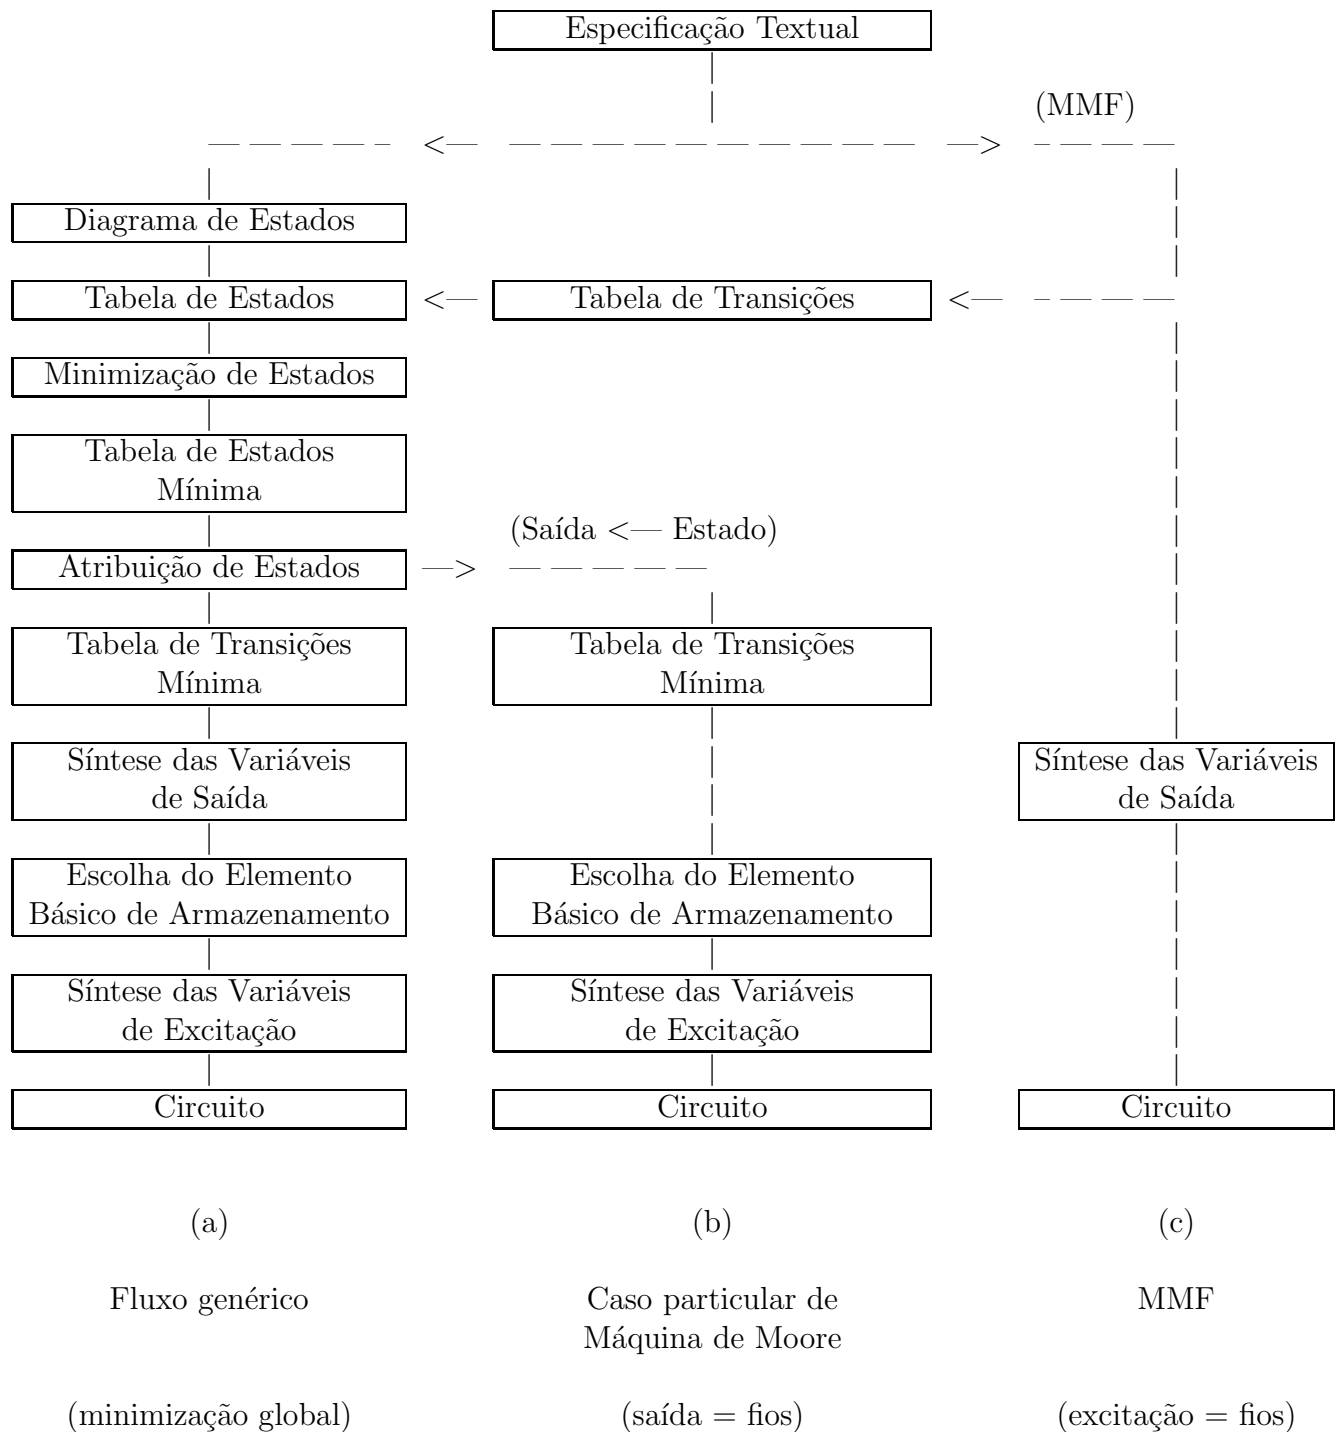 Especificação Textual
(MMF)
Diagrama de Estados
Tabela de Estados
Tabela de Transições
Minimização de Estados
Tabela de Estados
Mínima
(Saída <— Estado)
Atribuição de Estados
Tabela de Transições
Mínima
Tabela de Transições
Mínima
Síntese das Variáveis
de Saída
Síntese das Variáveis
de Saída
Escolha do Elemento
Básico de Armazenamento
Escolha do Elemento
Básico de Armazenamento
Síntese das Variáveis
de Excitação
Síntese das Variáveis
de Excitação
Circuito
Circuito
Circuito
(a)
(b)
(c)
Fluxo genérico
Caso particular de
Máquina de Moore
MMF
(minimização global)
(saída = fios)
(excitação = fios)